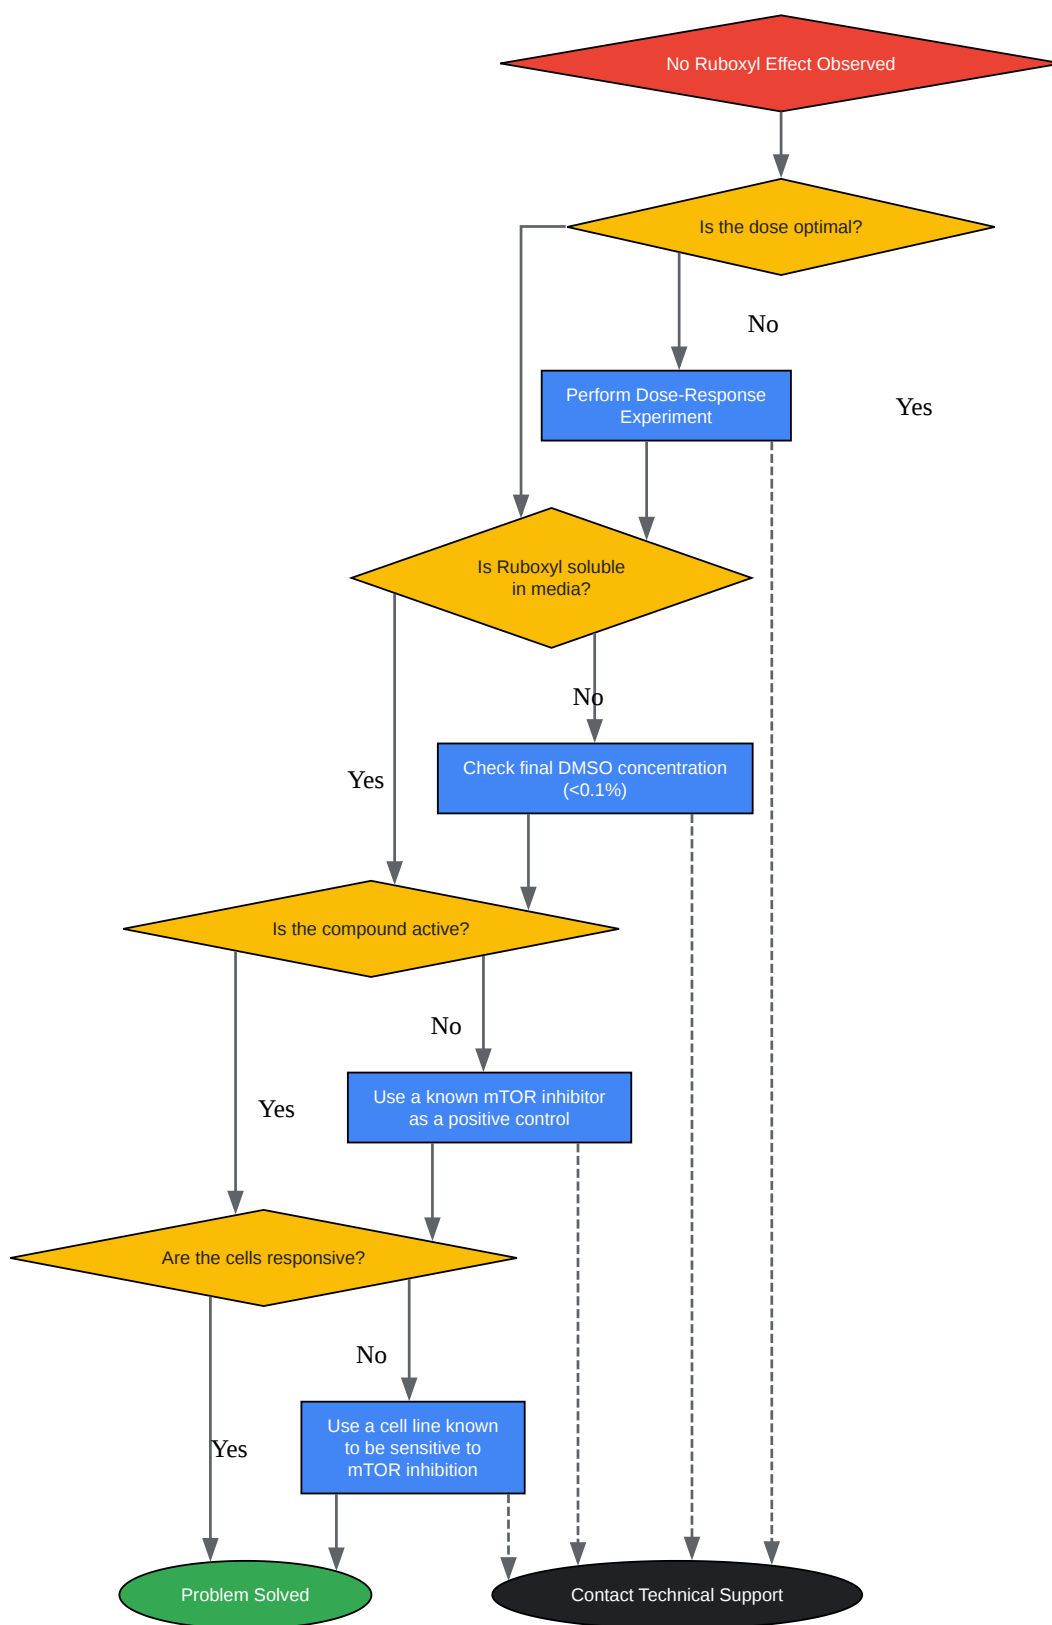 No Ruboxyl Effect Observed
Is the dose optimal?
No
Perform Dose-Response
Experiment
Yes
Is Ruboxyl soluble
in media?
No
Yes
Check final DMSO concentration
(<0.1%)
Is the compound active?
No
Yes
Use a known mTOR inhibitor
as a positive control
Are the cells responsive?
No
Yes
Use a cell line known
to be sensitive to
mTOR inhibition
Problem Solved
Contact Technical Support